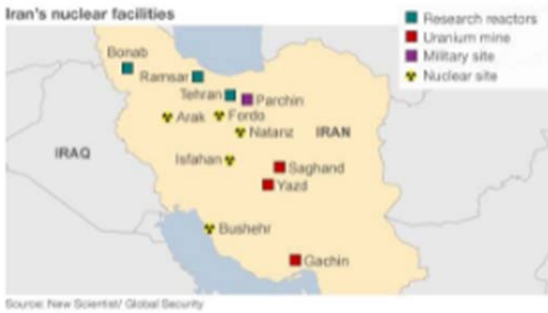 Iran's nuclear facilities
Research reactors
Uranium mine
Military site
Nuclear site
Bonab
Ramsar
Tehran
Parchin
Arak
Fordo
Natanz
IRAN
IRAQ
Isfahan
Saghand
Yazd
Bushehr
Gachin
Source: New Scientist/ Global Security